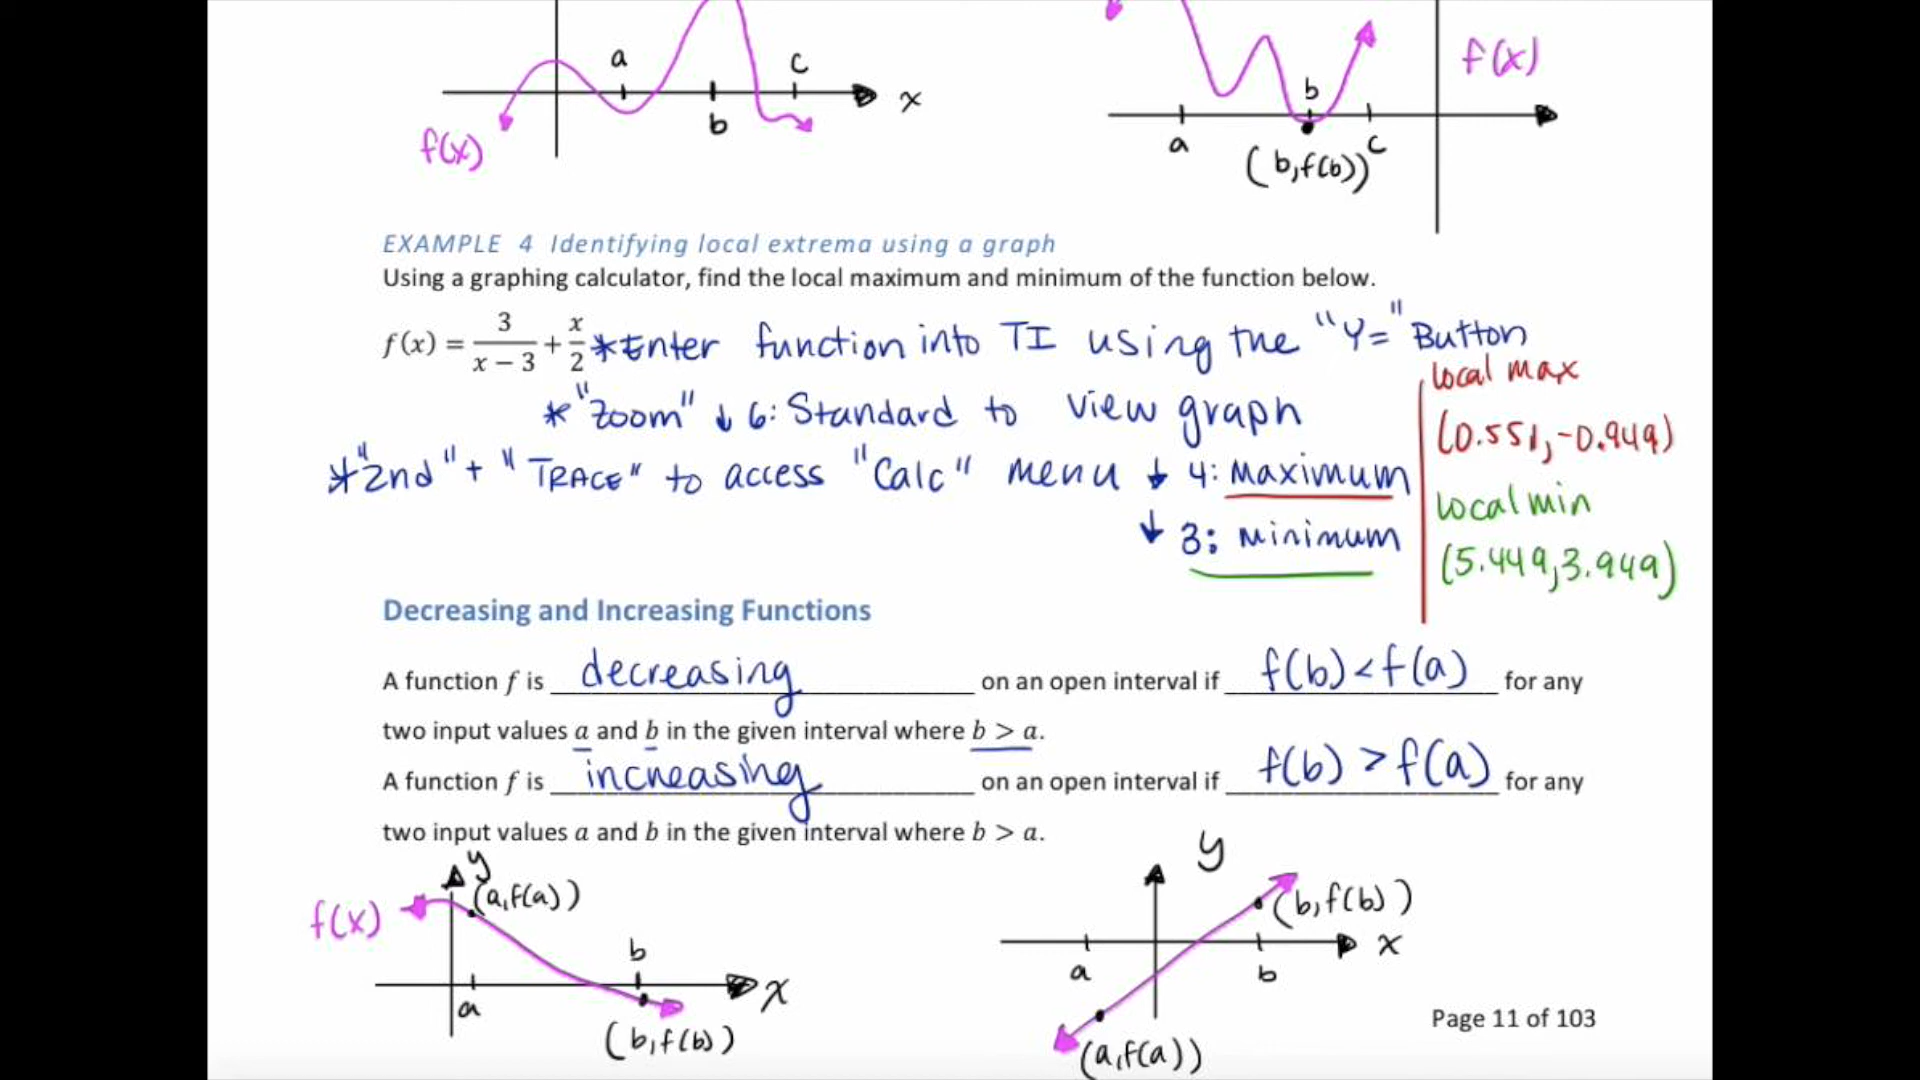 a
c
x
b
f(x)
f(x)
b
a
c
(b,f(b))
EXAMPLE 4 Identifying local extrema using a graph
Using a graphing calculator, find the local maximum and minimum of the function below.
f(x) = 3/(x − 3) + x/2 *Enter function into TI using the "Y=" Button
*"Zoom" ↓ 6: Standard to view graph
*"2nd" + "TRACE" to access "Calc" menu ↓ 4: Maximum
↓ 3: minimum
local max
(0.551,-0.949)
local min
(5.449,3.949)
Decreasing and Increasing Functions
A function f is decreasing on an open interval if f(b) < f(a) for any
two input values a and b in the given interval where b > a.
A function f is increasing on an open interval if f(b) > f(a) for any
two input values a and b in the given interval where b > a.
y
(a,f(a))
f(x)
b
x
a
(b,f(b))
y
(b,f(b))
x
a
b
(a,f(a))
Page 11 of 103